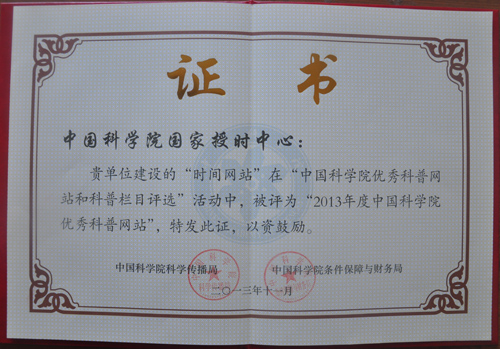 证 书
中国科学院国家授时中心：
贵单位建设的“时间网站”在“中国科学院优秀科普网
站和科普栏目评选”活动中，被评为“2013年度中国科学院
优秀科普网站”，特发此证，以资鼓励。
中国科学院科学传播局 中国科学院条件保障与财务局
二〇一三年十一月